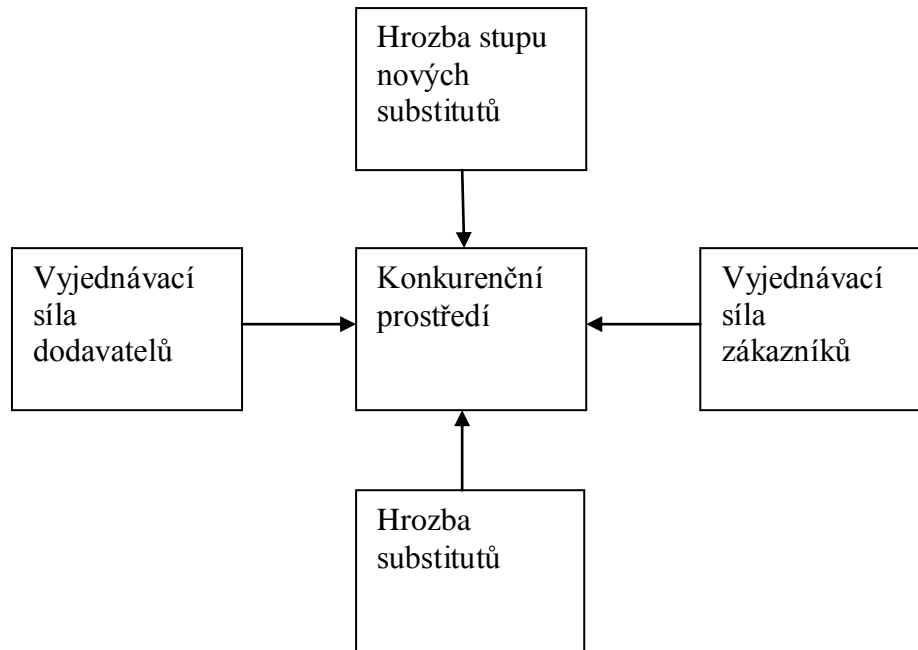 Hrozba stupu
nových
substitutů
Vyjednávací
síla
dodavatelů
Konkurenční
prostředí
Vyjednávací
síla
zákazníků
Hrozba
substitutů